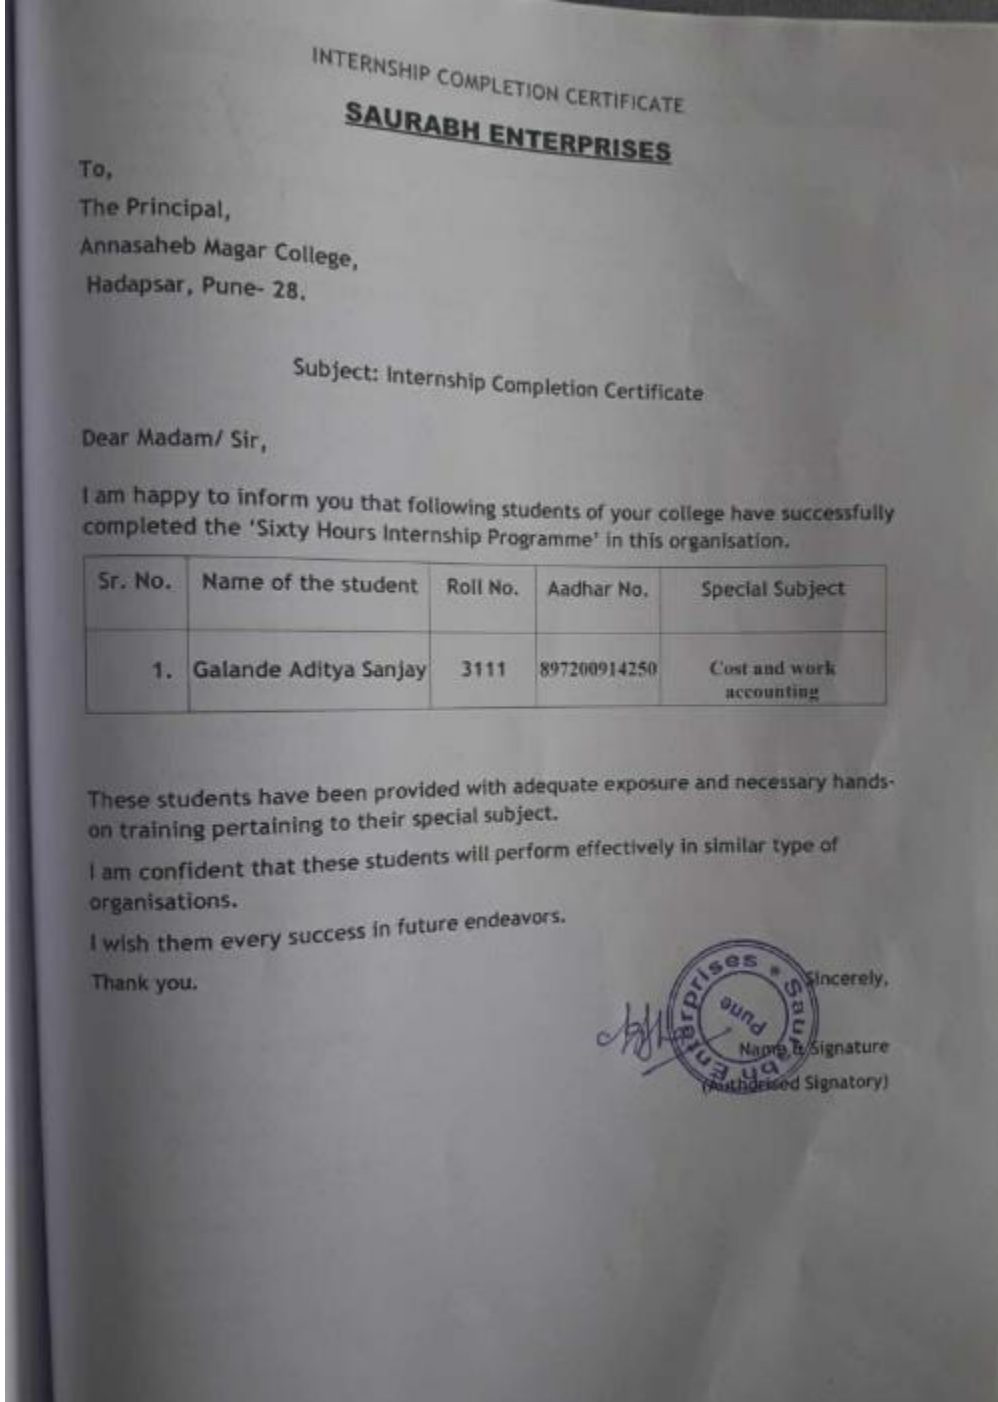 INTERNSHIP COMPLETION CERTIFICATE
SAURABH ENTERPRISES
To,
The Principal,
Annasaheb Magar College,
Hadapsar, Pune- 28.
Subject: Internship Completion Certificate
Dear Madam/ Sir,
I am happy to inform you that following students of your college have successfully
completed the ‘Sixty Hours Internship Programme’ in this organisation.
Sr. No. Name of the student Roll No. Aadhar No. Special Subject
1. Galande Aditya Sanjay 3111 897200914250 Cost and work
accounting
These students have been provided with adequate exposure and necessary hands-
on training pertaining to their special subject.
I am confident that these students will perform effectively in similar type of
organisations.
I wish them every success in future endeavors.
Thank you.
Sincerely,
Saurabh Enterprises
Pune
Name & Signature
(Authorised Signatory)